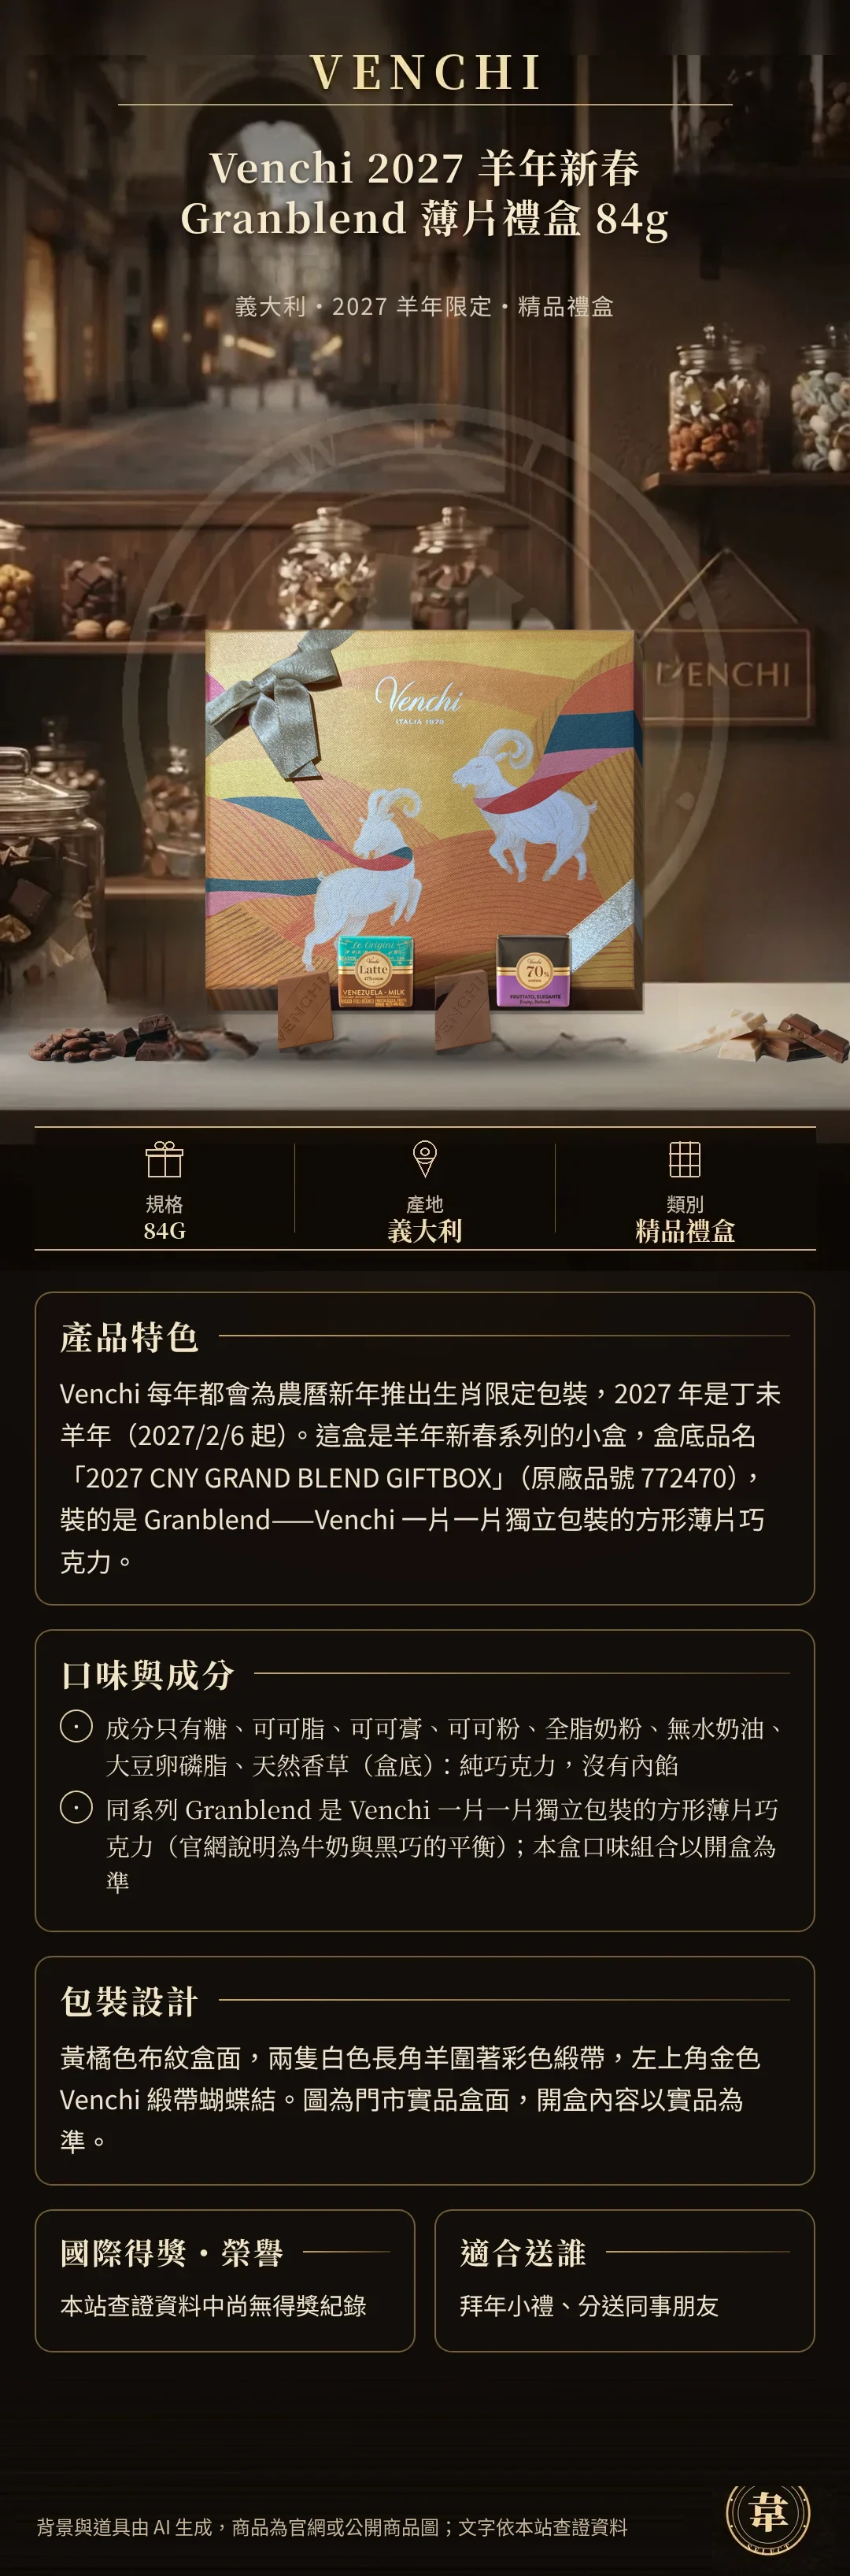 VENCHI
Venchi 2027 羊年新春
Granblend 薄片禮盒 84g
義大利・2027 羊年限定・精品禮盒
W E I
Venchi
ITALIA 1878
VENCHI
Le Origini
Venchi
Latte
VENEZUELA - MILK
Venchi
70%
FRUTTATO, ELEGANTE
VENCHI
VENCHI
規格
84G
產地
義大利
類別
精品禮盒
產品特色
Venchi 每年都會為農曆新年推出生肖限定包裝，2027 年是丁未
羊年（2027/2/6 起）。這盒是羊年新春系列的小盒，盒底品名
「2027 CNY GRAND BLEND GIFTBOX」（原廠品號 772470），
裝的是 Granblend——Venchi 一片一片獨立包裝的方形薄片巧
克力。
口味與成分
成分只有糖、可可脂、可可膏、可可粉、全脂奶粉、無水奶油、
大豆卵磷脂、天然香草（盒底）：純巧克力，沒有內餡
同系列 Granblend 是 Venchi 一片一片獨立包裝的方形薄片巧
克力（官網說明為牛奶與黑巧的平衡）；本盒口味組合以開盒為
準
包裝設計
黃橘色布紋盒面，兩隻白色長角羊圍著彩色緞帶，左上角金色
Venchi 緞帶蝴蝶結。圖為門市實品盒面，開盒內容以實品為
準。
國際得獎・榮譽
本站查證資料中尚無得獎紀錄
適合送誰
拜年小禮、分送同事朋友
背景與道具由 AI 生成，商品為官網或公開商品圖；文字依本站查證資料
韋
SELECT